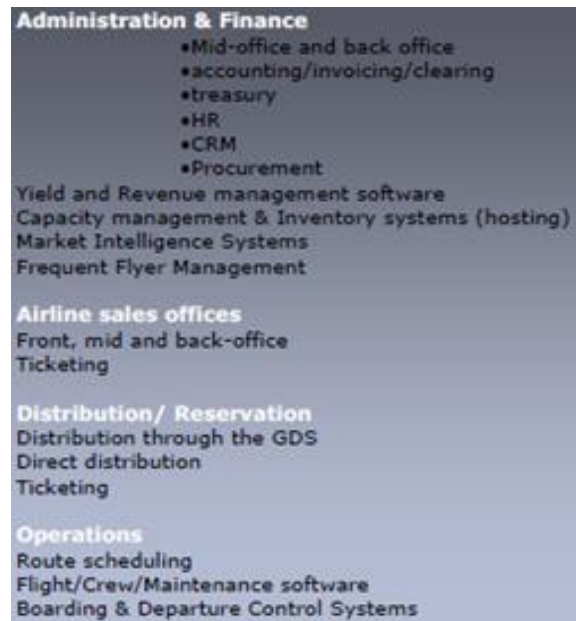 Administration & Finance
•Mid-office and back office
•accounting/invoicing/clearing
•treasury
•HR
•CRM
•Procurement
Yield and Revenue management software
Capacity management & Inventory systems (hosting)
Market Intelligence Systems
Frequent Flyer Management
Airline sales offices
Front, mid and back-office
Ticketing
Distribution/ Reservation
Distribution through the GDS
Direct distribution
Ticketing
Operations
Route scheduling
Flight/Crew/Maintenance software
Boarding & Departure Control Systems